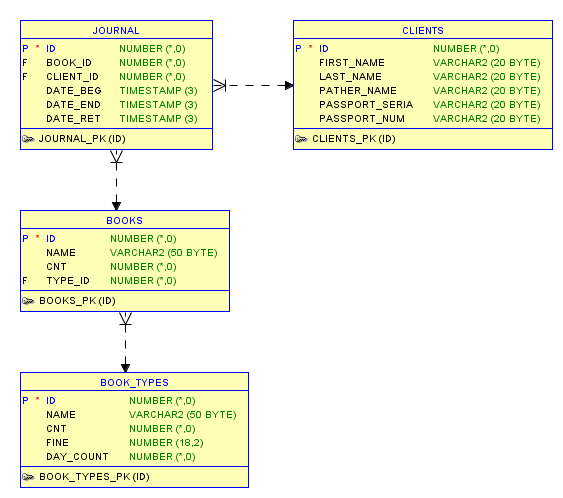 JOURNAL
P * ID NUMBER (*,0)
F BOOK_ID NUMBER (*,0)
F CLIENT_ID NUMBER (*,0)
DATE_BEG TIMESTAMP (3)
DATE_END TIMESTAMP (3)
DATE_RET TIMESTAMP (3)
JOURNAL_PK (ID)
CLIENTS
P * ID NUMBER (*,0)
FIRST_NAME VARCHAR2 (20 BYTE)
LAST_NAME VARCHAR2 (20 BYTE)
PATHER_NAME VARCHAR2 (20 BYTE)
PASSPORT_SERIA VARCHAR2 (20 BYTE)
PASSPORT_NUM VARCHAR2 (20 BYTE)
CLIENTS_PK (ID)
BOOKS
P * ID NUMBER (*,0)
NAME VARCHAR2 (50 BYTE)
CNT NUMBER (*,0)
F TYPE_ID NUMBER (*,0)
BOOKS_PK (ID)
BOOK_TYPES
P * ID NUMBER (*,0)
NAME VARCHAR2 (50 BYTE)
CNT NUMBER (*,0)
FINE NUMBER (18,2)
DAY_COUNT NUMBER (*,0)
BOOK_TYPES_PK (ID)